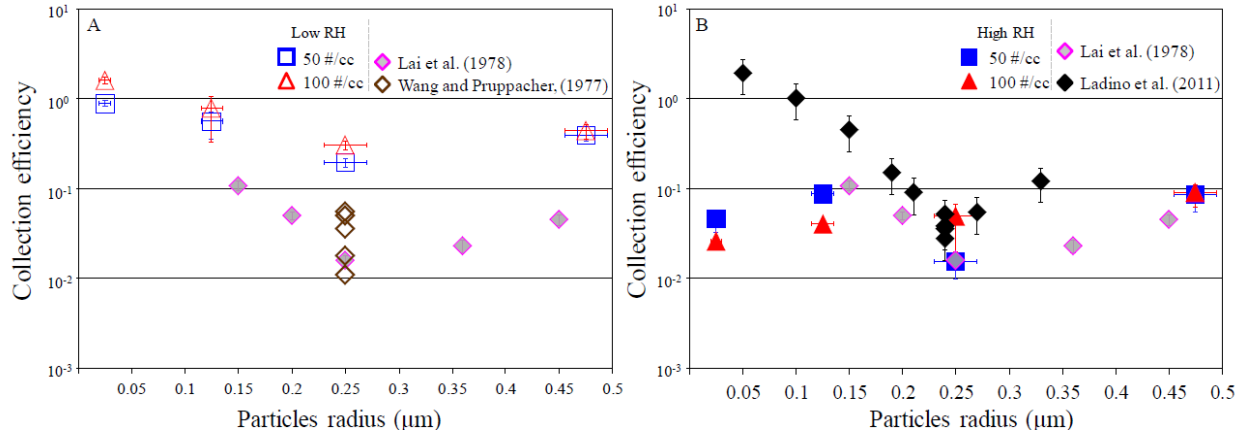 A
Low RH
50 #/cc
100 #/cc
Lai et al. (1978)
Wang and Pruppacher, (1977)
10^1
10^0
10^-1
10^-2
10^-3
Collection efficiency
0.05 0.1 0.15 0.2 0.25 0.3 0.35 0.4 0.45 0.5
Particles radius (μm)
B
High RH
50 #/cc
100 #/cc
Lai et al. (1978)
Ladino et al. (2011)
10^1
10^0
10^-1
10^-2
10^-3
Collection efficiency
0.05 0.1 0.15 0.2 0.25 0.3 0.35 0.4 0.45 0.5
Particles radius (μm)